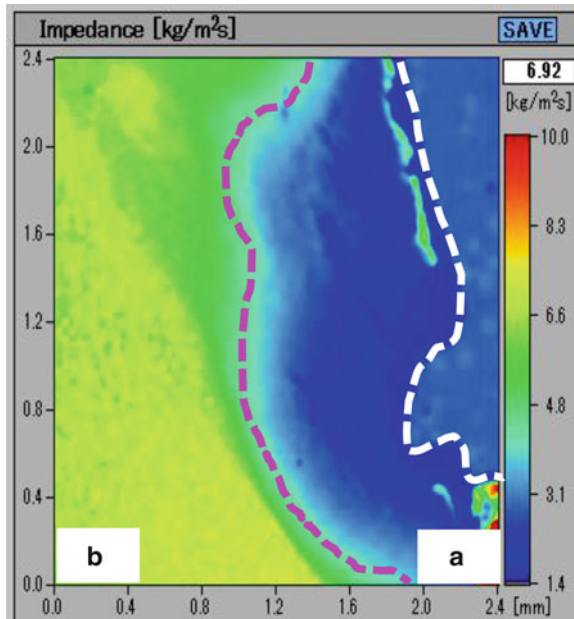 Impedance [kg/m²s] SAVE
2.4 6.92
[kg/m²s]
2.0 10.0
1.6 8.3
1.2 6.6
0.8 4.8
0.4 3.1
b a
0.0 1.4
0.0 0.4 0.8 1.2 1.6 2.0 2.4 [mm]